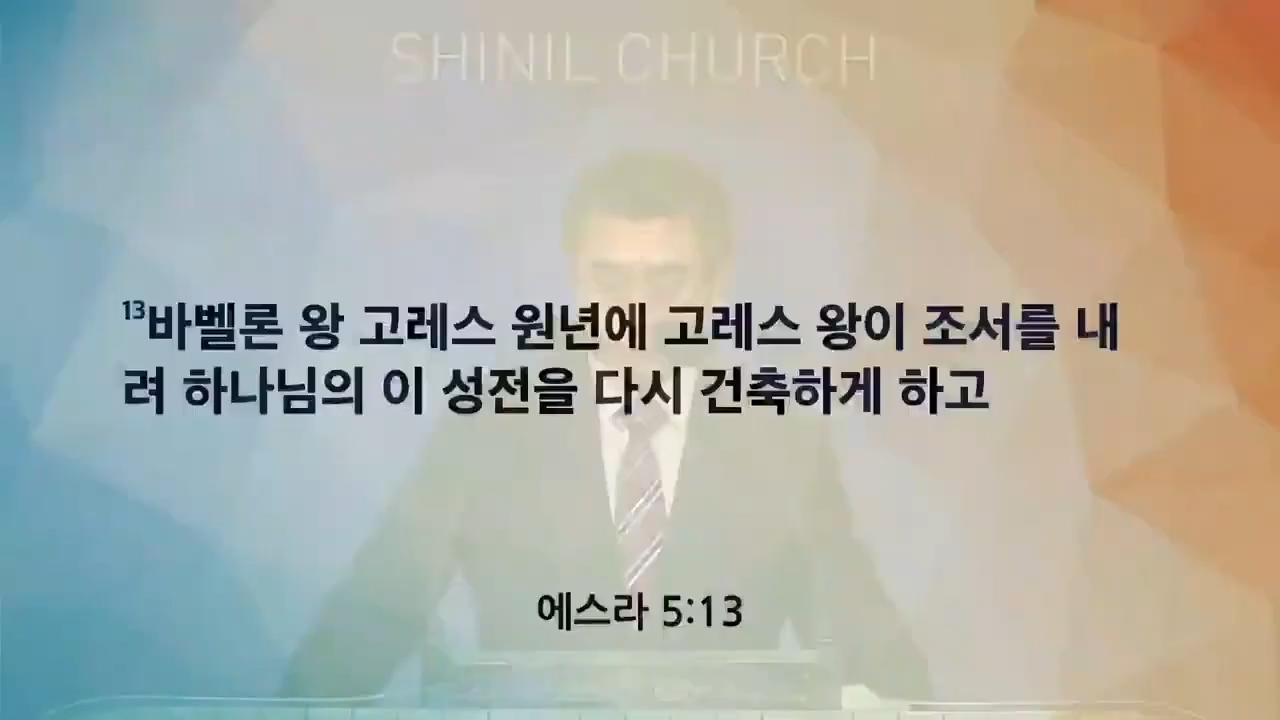 SHINIL CHURCH
13바벨론 왕 고레스 원년에 고레스 왕이 조서를 내
려 하나님의 이 성전을 다시 건축하게 하고
에스라 5:13